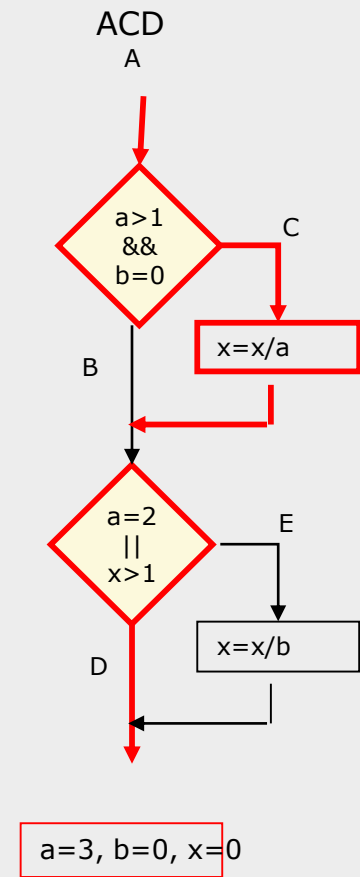 ACD
A
a>1
&&
b=0
C
x=x/a
B
a=2
||
x>1
E
x=x/b
D
a=3, b=0, x=0